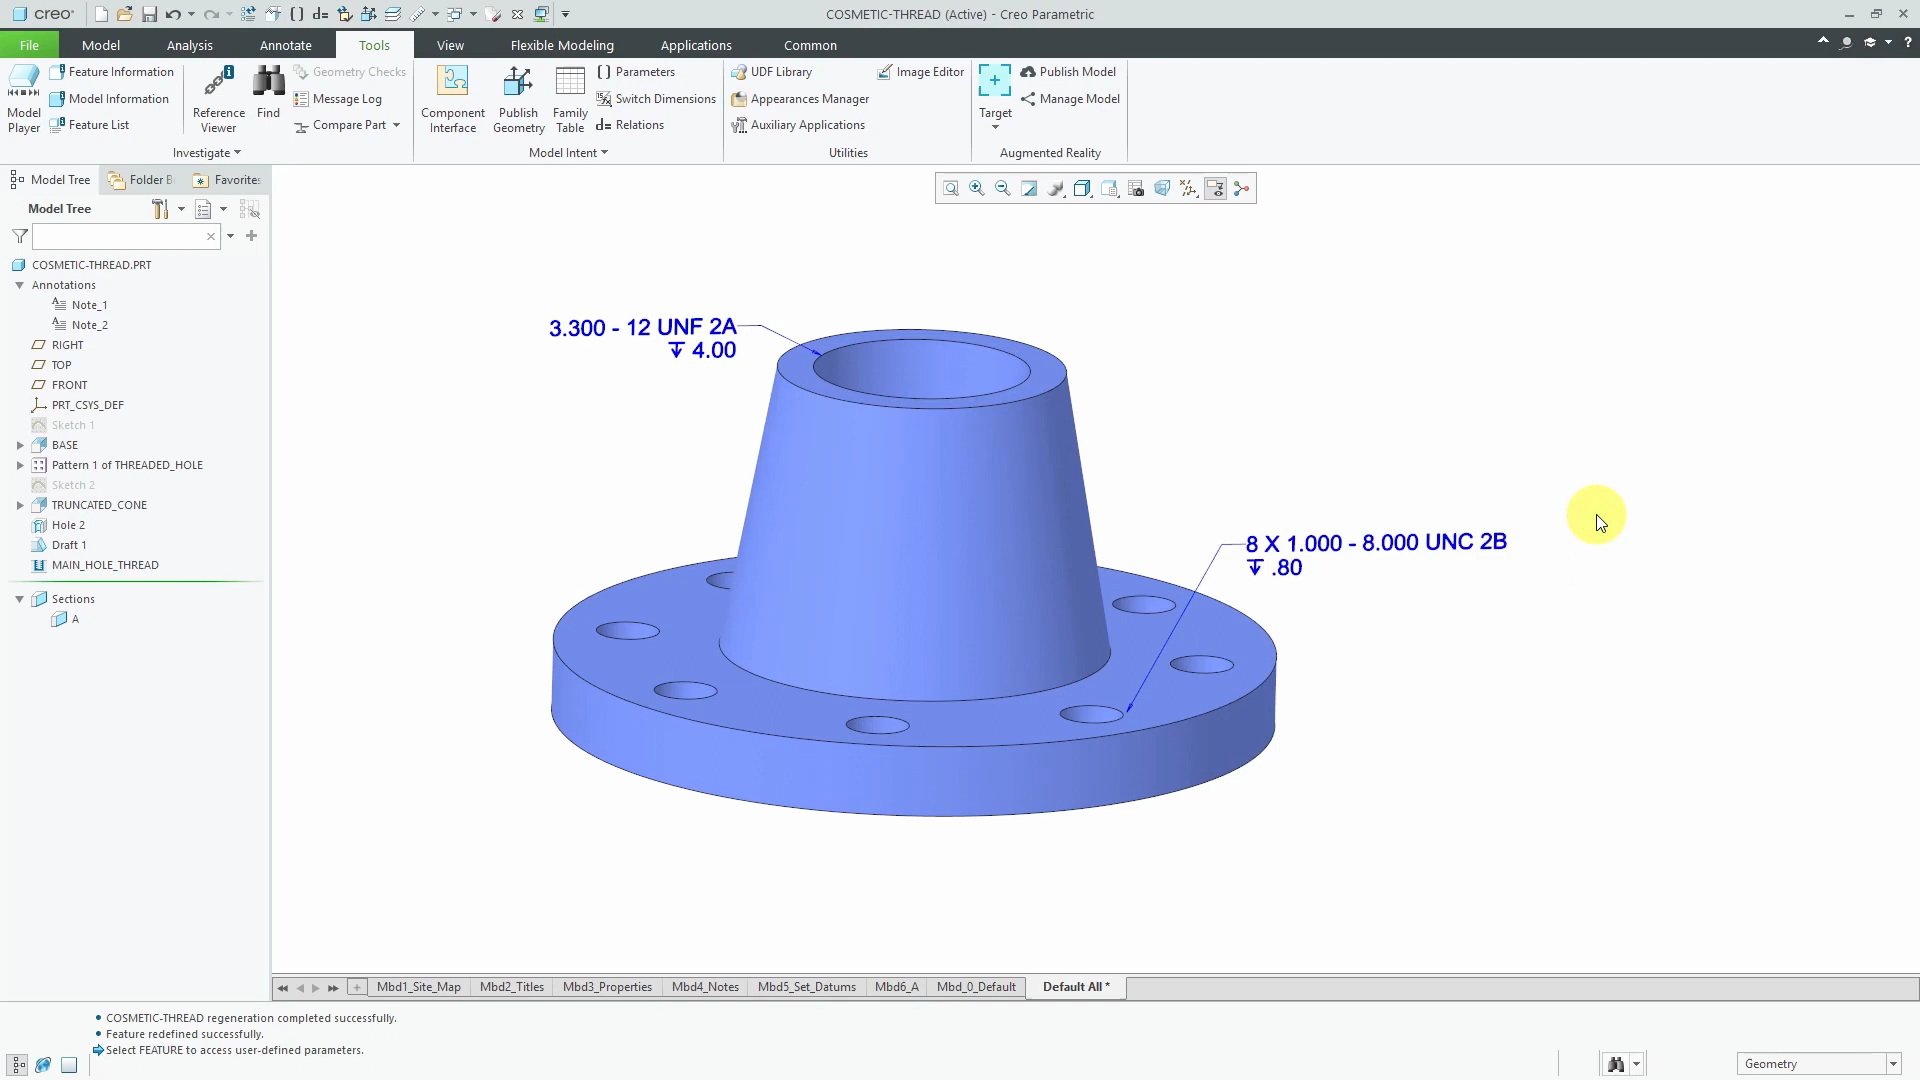 creo
COSMETIC-THREAD (Active) - Creo Parametric
File
Model
Analysis
Annotate
Tools
View
Flexible Modeling
Applications
Common
Model Player
Feature Information
Model Information
Feature List
Reference Viewer
Find
Geometry Checks
Message Log
Compare Part
Investigate
Component Interface
Publish Geometry
Family Table
Parameters
Switch Dimensions
Relations
Model Intent
UDF Library
Appearances Manager
Auxiliary Applications
Image Editor
Utilities
Target
Publish Model
Manage Model
Augmented Reality
Model Tree
Folder B
Favorites
Model Tree
COSMETIC-THREAD.PRT
Annotations
Note_1
Note_2
RIGHT
TOP
FRONT
PRT_CSYS_DEF
Sketch 1
BASE
Pattern 1 of THREADED_HOLE
Sketch 2
TRUNCATED_CONE
Hole 2
Draft 1
MAIN_HOLE_THREAD
Sections
A
3.300 - 12 UNF 2A
↧ 4.00
8 X 1.000 - 8.000 UNC 2B
↧ .80
Mbd1_Site_Map
Mbd2_Titles
Mbd3_Properties
Mbd4_Notes
Mbd5_Set_Datums
Mbd6_A
Mbd_0_Default
Default All *
• COSMETIC-THREAD regeneration completed successfully.
• Feature redefined successfully.
Select FEATURE to access user-defined parameters.
Geometry